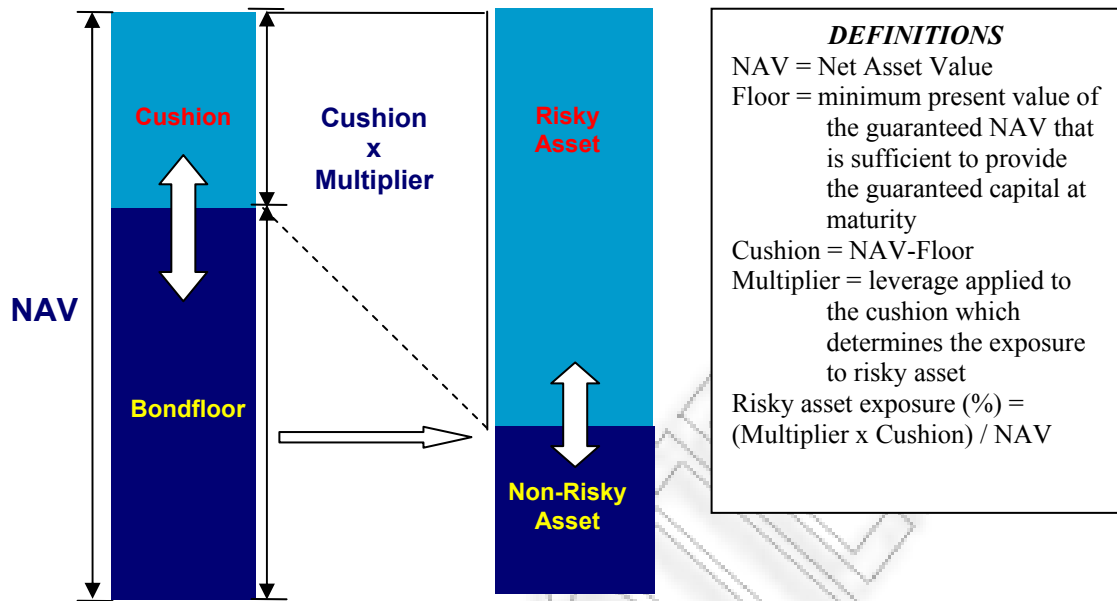 NAV
Cushion
Bondfloor
Cushion
x
Multiplier
Risky
Asset
Non-Risky
Asset
DEFINITIONS
NAV = Net Asset Value
Floor = minimum present value of
the guaranteed NAV that
is sufficient to provide
the guaranteed capital at
maturity
Cushion = NAV-Floor
Multiplier = leverage applied to
the cushion which
determines the exposure
to risky asset
Risky asset exposure (%) =
(Multiplier x Cushion) / NAV